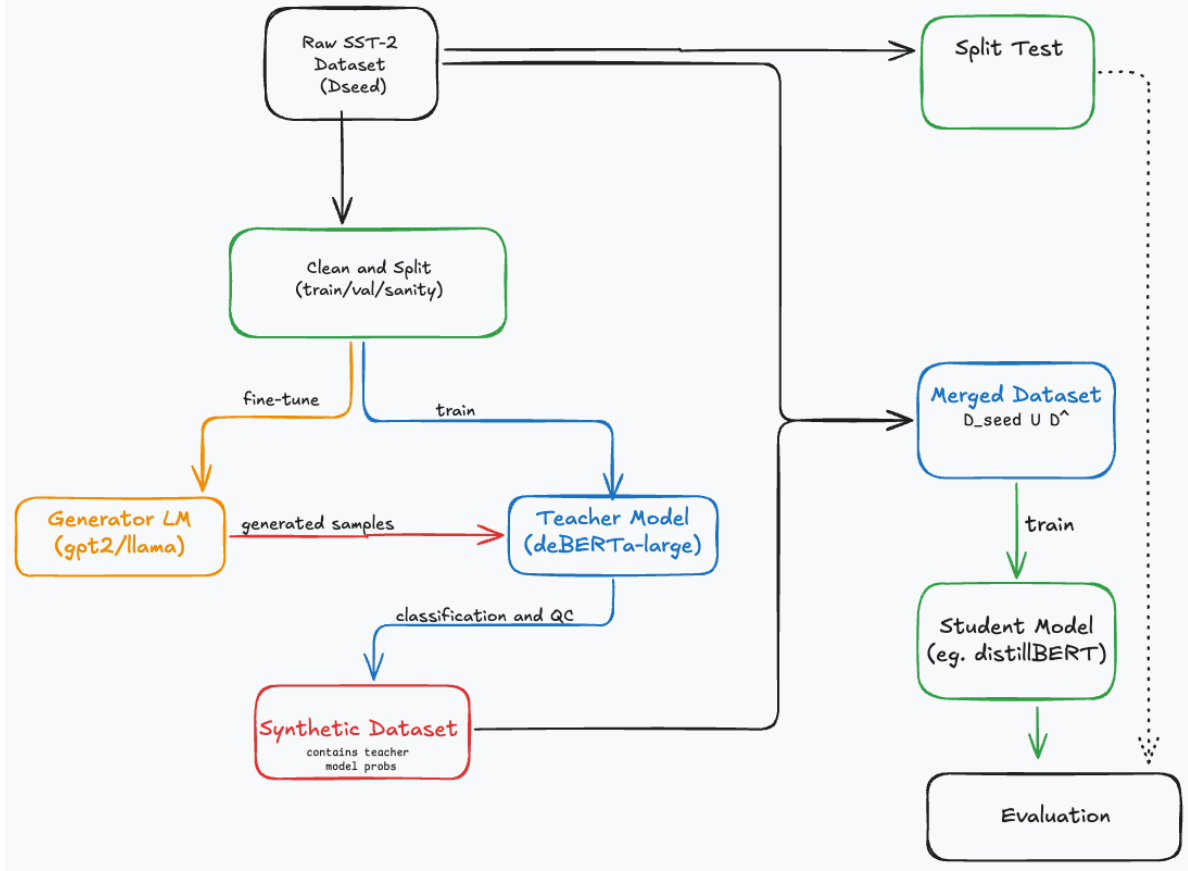 Raw SST-2
Dataset
(Dseed)
Split Test
Clean and Split
(train/val/sanity)
fine-tune
train
Merged Dataset
D_seed U D^
Generator LM
(gpt2/llama)
generated samples
Teacher Model
(deBERTa-large)
train
classification and QC
Student Model
(eg. distillBERT)
Synthetic Dataset
contains teacher
model probs
Evaluation